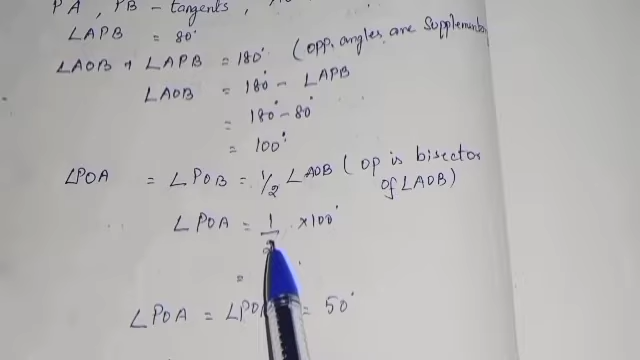 PA, PB - tangents,
∠APB = 80°
∠AOB + ∠APB = 180° (opp. angles are Supplementary
∠AOB = 180° - ∠APB
= 180° - 80°
= 100°
∠POA = ∠POB = 1/2 ∠AOB (OP is bisector
of ∠AOB)
∠POA = 1/2 × 100°
=
∠POA = = 50°